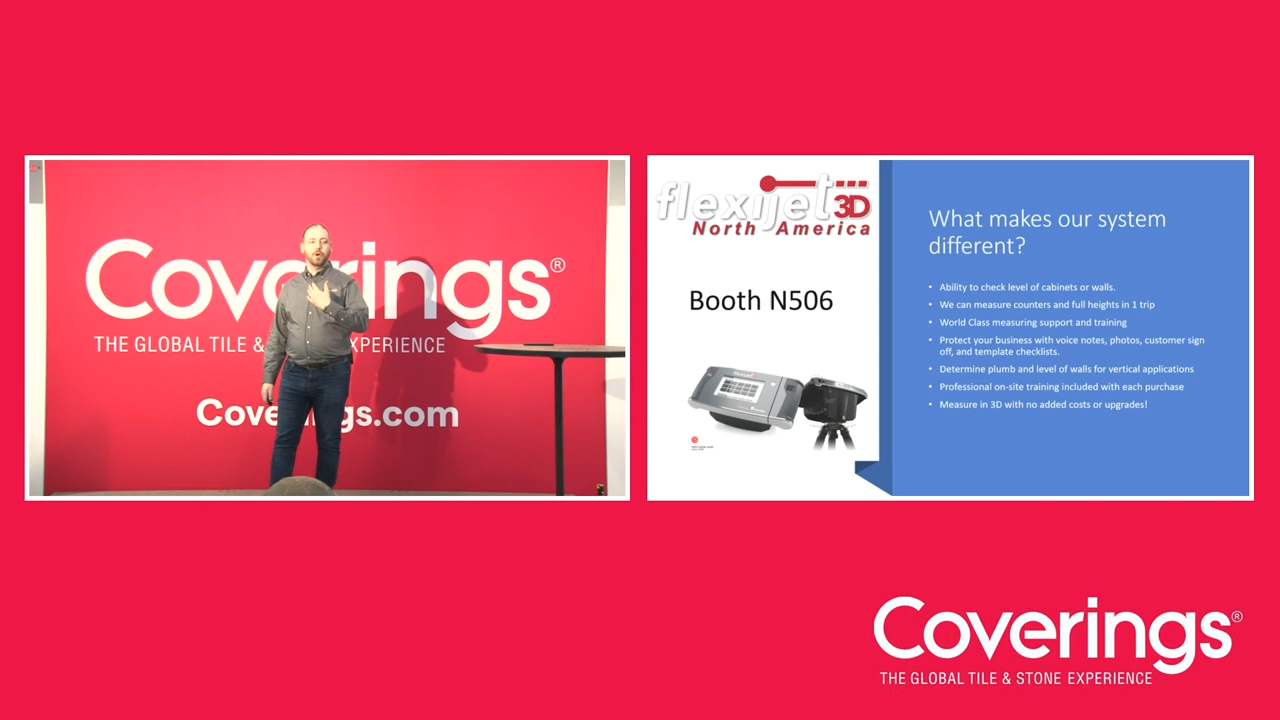 Coverings®
THE GLOBAL TILE & XPERIENCE
Cove gs.com
flexijet 3D
North America
Booth N506
What makes our system
different?
• Ability to check level of cabinets or walls.
• We can measure counters and full heights in 1 trip
• World Class measuring support and training
• Protect your business with voice notes, photos, customer sign
off, and template checklists.
• Determine plumb and level of walls for vertical applications
• Professional on-site training included with each purchase
• Measure in 3D with no added costs or upgrades!
Coverings®
THE GLOBAL TILE & STONE EXPERIENCE